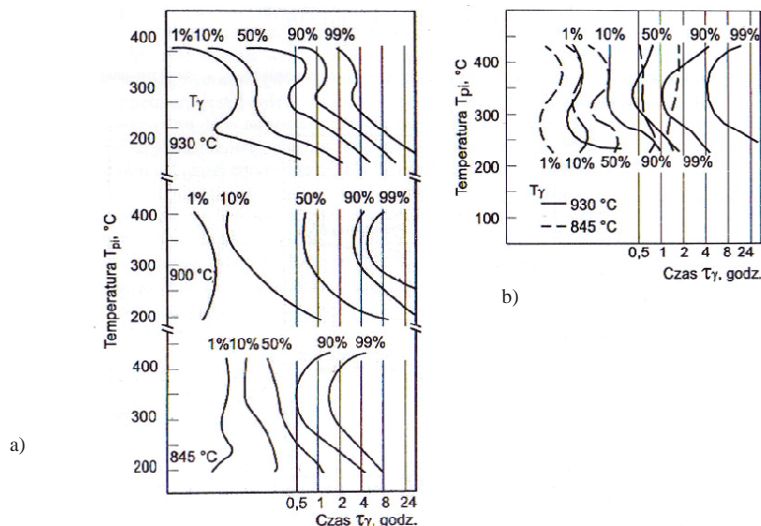 1% 10% 50% 90% 99%
400
300
200
Tγ
930 °C
1% 10% 50% 90% 99%
400
300
200
900 °C
1% 10% 50% 90% 99%
400
300
200
845 °C
Temperatura Tpi, °C
Temperatura Tpi, °C
0,5 1 2 4 8 24
Czas τγ, godz.
a)
1% 10% 50% 90% 99%
400
300
200
100
Temperatura Tpi, °C
1% 10% 50% 90% 99%
Tγ
930 °C
845 °C
0,5 1 2 4 8 24
Czas τγ, godz.
b)